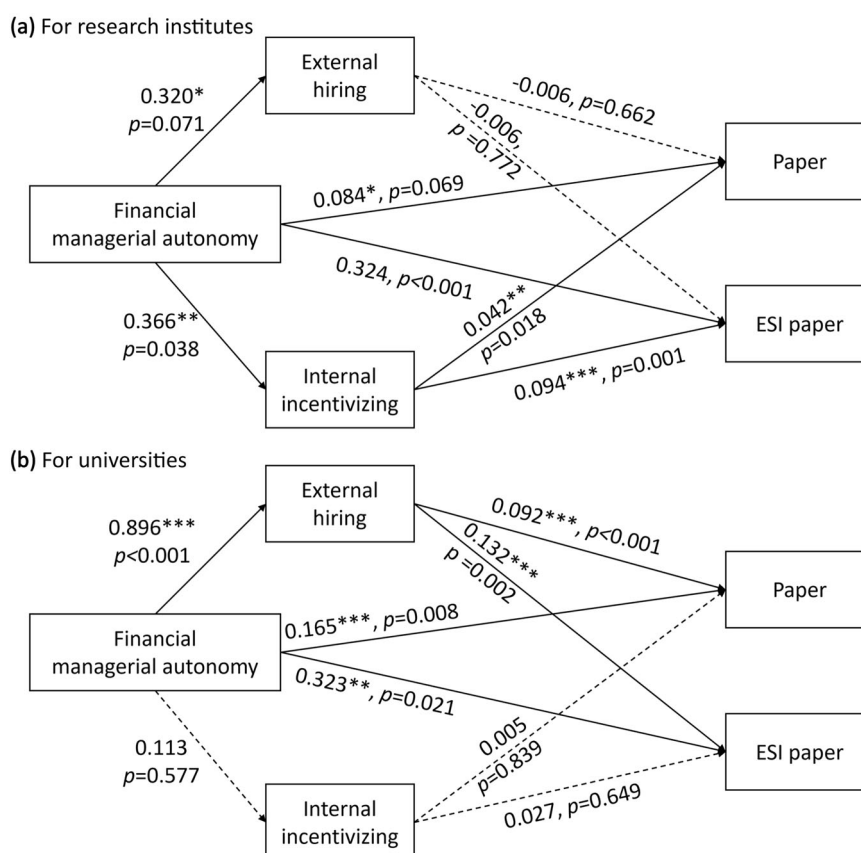 (a) For research institutes
External
hiring
0.320*
p=0.071
-0.006, p=0.662
-0.006,
p =0.772
Paper
Financial
managerial autonomy
0.084*, p=0.069
0.324, p<0.001
0.366**
p=0.038
0.042**
p=0.018
ESI paper
Internal
incentivizing
0.094***, p=0.001
(b) For universities
External
hiring
0.896***
p<0.001
0.092***, p<0.001
0.132***
p =0.002
Paper
Financial
managerial autonomy
0.165***, p=0.008
0.323**, p=0.021
0.113
p=0.577
0.005
p=0.839
ESI paper
Internal
incentivizing
0.027, p=0.649